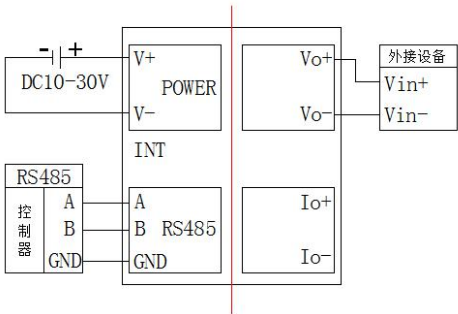 - +
DC10-30V
V+
POWER
V-
INT
Vo+
Vo-
外接设备
Vin+
Vin-
RS485
控制器
A
B
GND
A
B RS485
GND
Io+
Io-